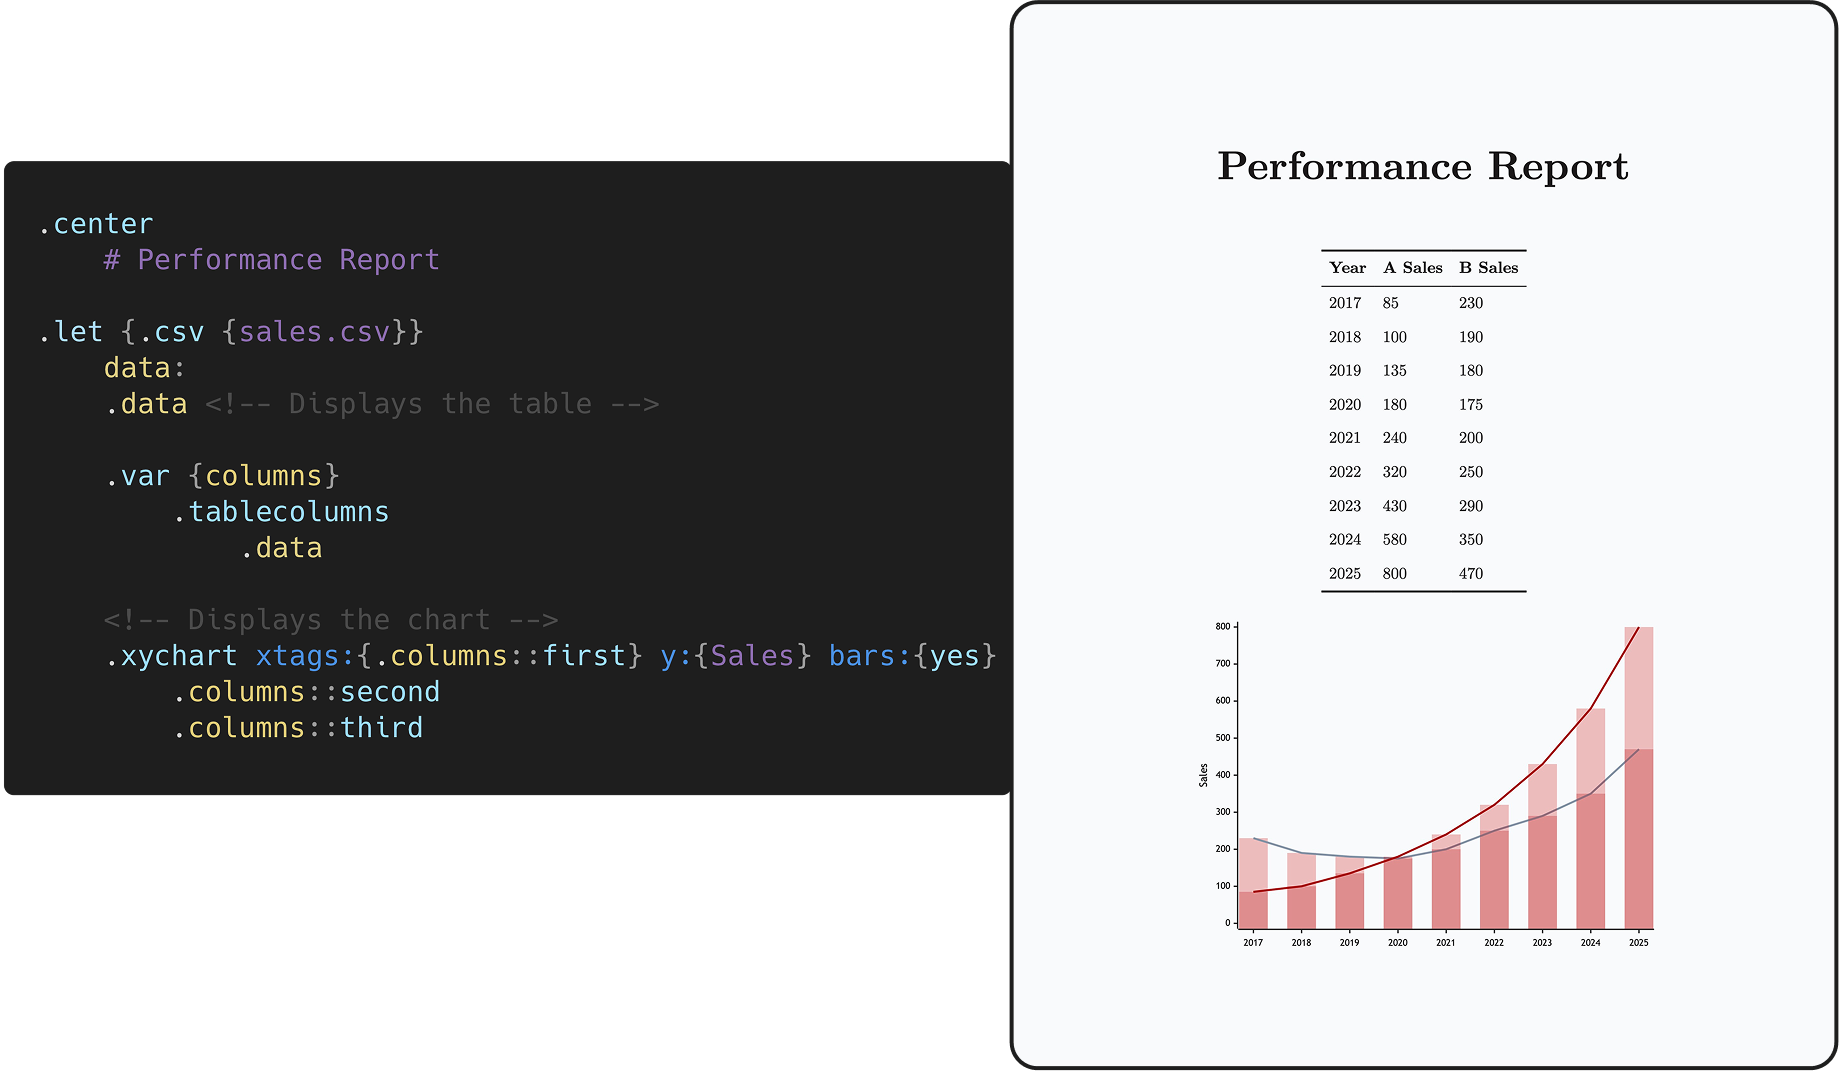 .center
# Performance Report
.let {.csv {sales.csv}}
data:
.data <!-- Displays the table -->
.var {columns}
.tablecolumns
.data
<!-- Displays the chart -->
.xychart xtags:{.columns::first} y:{Sales} bars:{yes}
.columns::second
.columns::third
Performance Report
Year A Sales B Sales
2017 85 230
2018 100 190
2019 135 180
2020 180 175
2021 240 200
2022 320 250
2023 430 290
2024 580 350
2025 800 470
800
700
600
500
400
300
200
100
0
Sales
2017 2018 2019 2020 2021 2022 2023 2024 2025